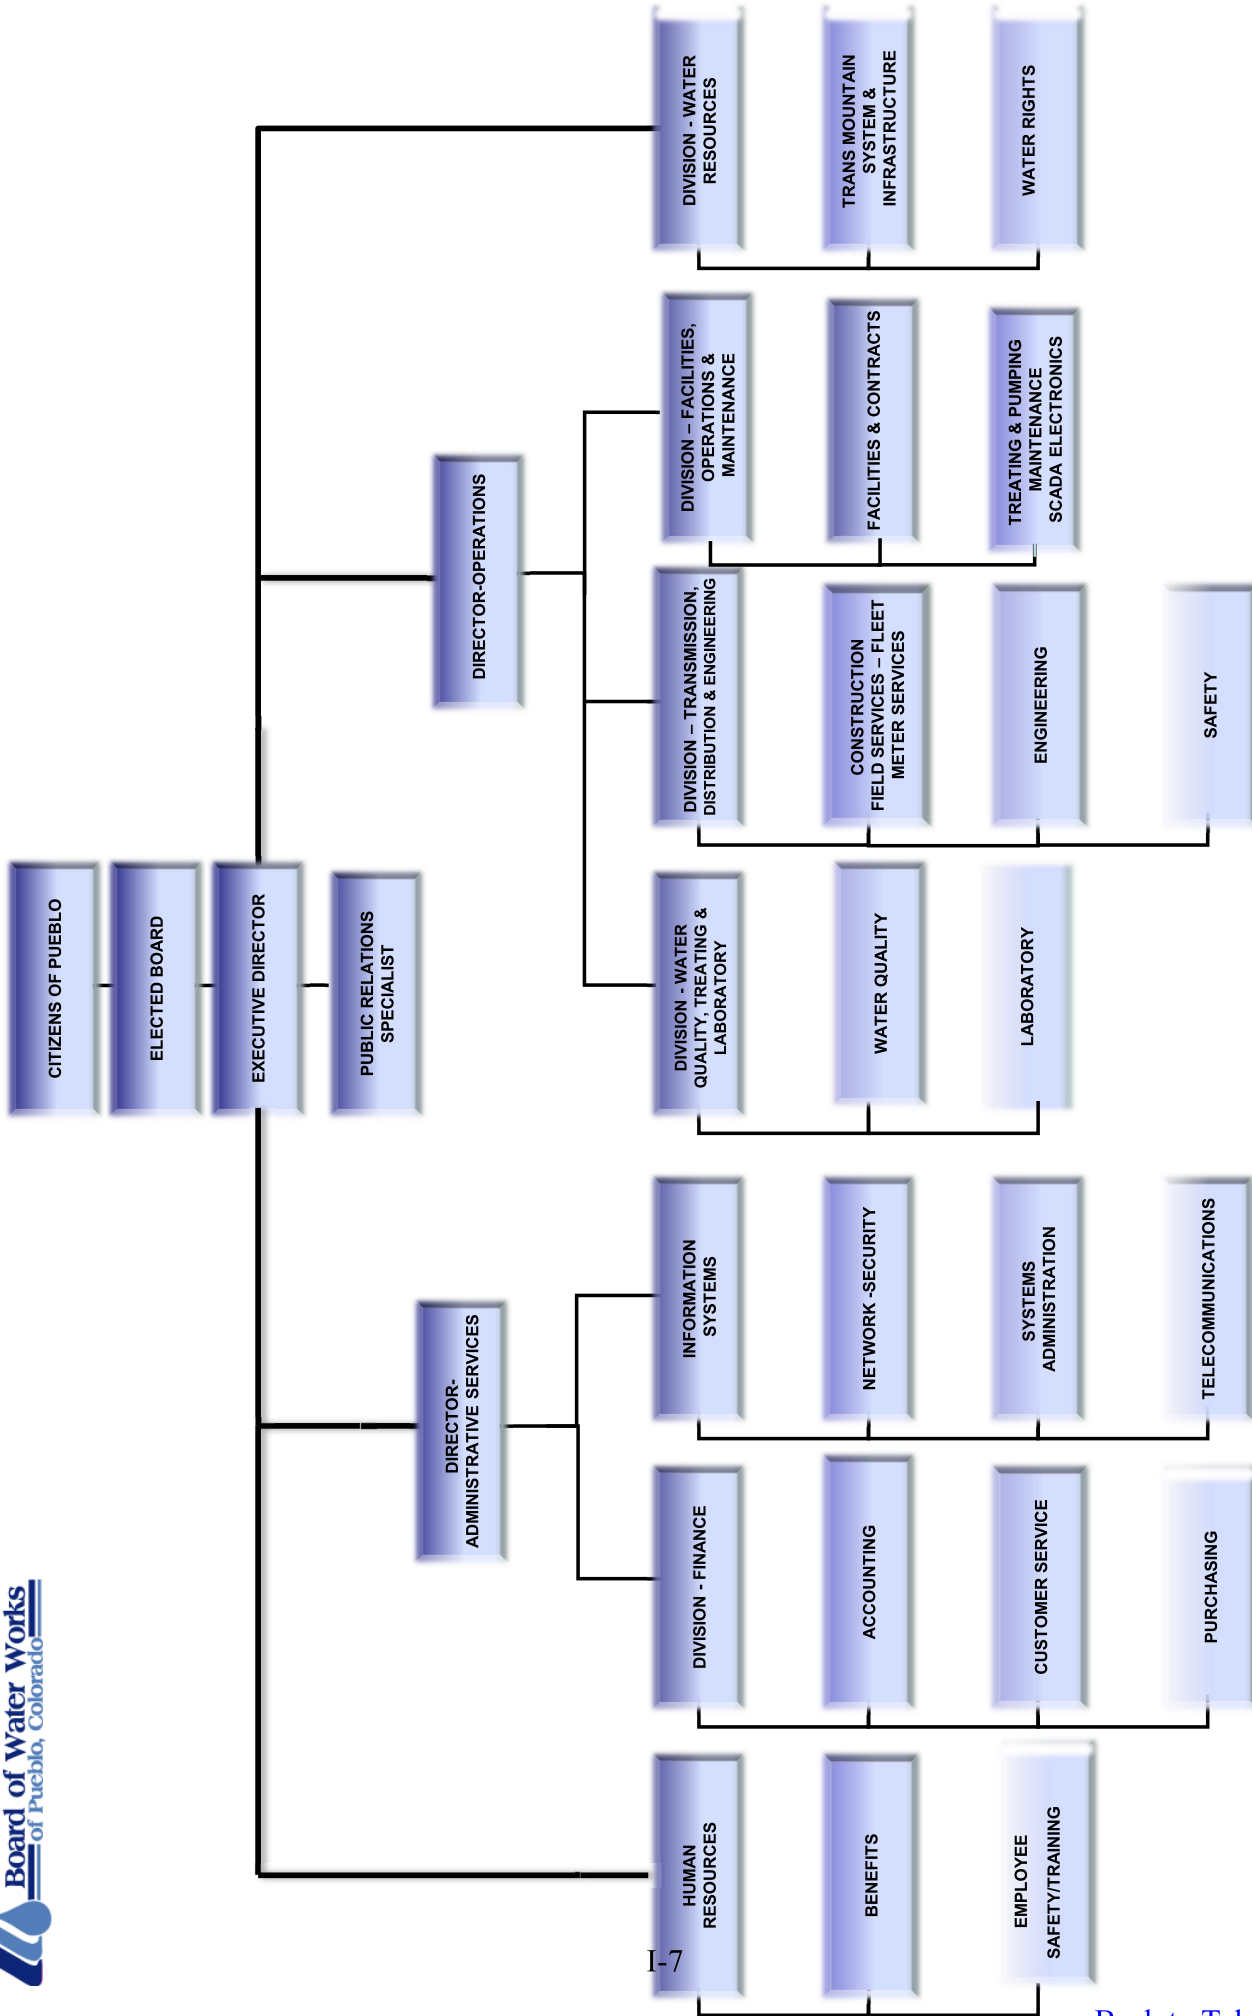 Board of Water Works
of Pueblo, Colorado
CITIZENS OF PUEBLO
ELECTED BOARD
EXECUTIVE DIRECTOR
PUBLIC RELATIONS
SPECIALIST
DIRECTOR-
ADMINISTRATIVE SERVICES
DIRECTOR-OPERATIONS
HUMAN
RESOURCES
BENEFITS
EMPLOYEE
SAFETY/TRAINING
DIVISION - FINANCE
ACCOUNTING
CUSTOMER SERVICE
PURCHASING
INFORMATION
SYSTEMS
NETWORK -SECURITY
SYSTEMS
ADMINISTRATION
TELECOMMUNICATIONS
DIVISION - WATER
QUALITY, TREATING &
LABORATORY
WATER QUALITY
LABORATORY
DIVISION – TRANSMISSION,
DISTRIBUTION & ENGINEERING
CONSTRUCTION
FIELD SERVICES – FLEET
METER SERVICES
ENGINEERING
SAFETY
DIVISION – FACILITIES,
OPERATIONS &
MAINTENANCE
FACILITIES & CONTRACTS
TREATING & PUMPING
MAINTENANCE
SCADA ELECTRONICS
DIVISION - WATER
RESOURCES
TRANS MOUNTAIN
SYSTEM &
INFRASTRUCTURE
WATER RIGHTS
I-7